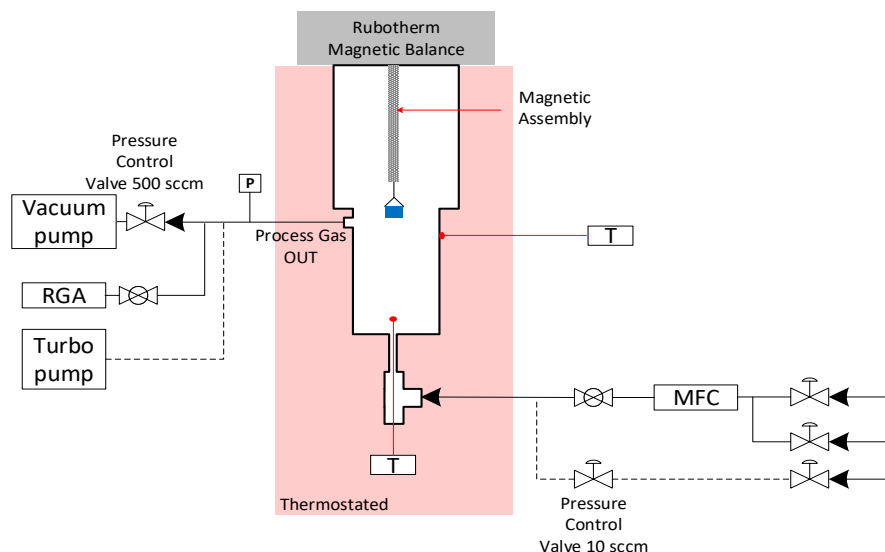 Rubotherm
Magnetic Balance
Magnetic
Assembly
Pressure
Control
Valve 500 sccm
P
Vacuum
pump
Process Gas
OUT
T
RGA
Turbo
pump
MFC
T
Thermostated
Pressure
Control
Valve 10 sccm